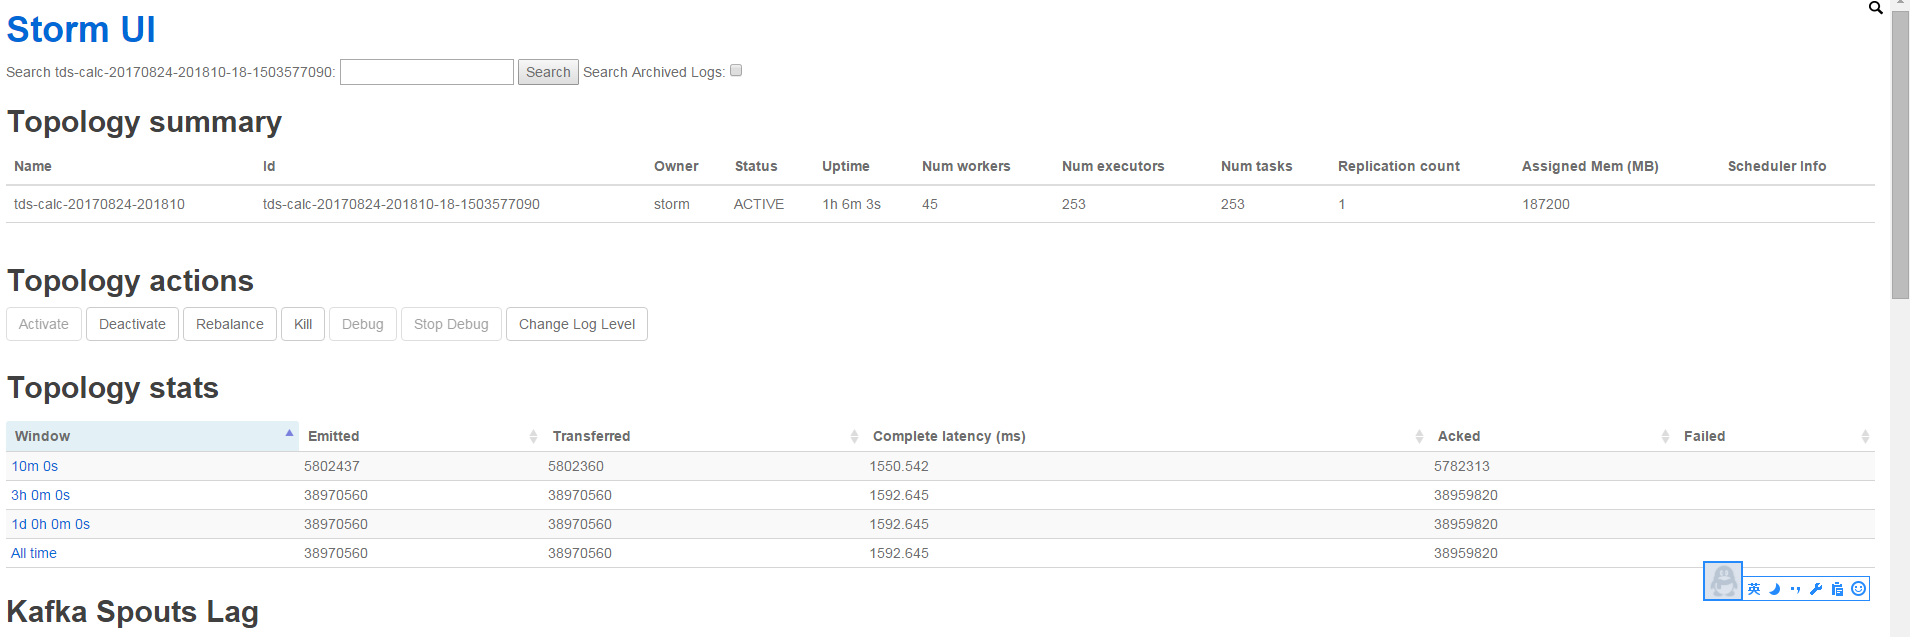 Storm UI
Search tds-calc-20170824-201810-18-1503577090: Search Search Archived Logs:
Topology summary
Name Id Owner Status Uptime Num workers Num executors Num tasks Replication count Assigned Mem (MB) Scheduler Info
tds-calc-20170824-201810 tds-calc-20170824-201810-18-1503577090 storm ACTIVE 1h 6m 3s 45 253 253 1 187200
Topology actions
Activate Deactivate Rebalance Kill Debug Stop Debug Change Log Level
Topology stats
Window Emitted Transferred Complete latency (ms) Acked Failed
10m 0s 5802437 5802360 1550.542 5782313
3h 0m 0s 38970560 38970560 1592.645 38959820
1d 0h 0m 0s 38970560 38970560 1592.645 38959820
All time 38970560 38970560 1592.645 38959820
英
Kafka Spouts Lag